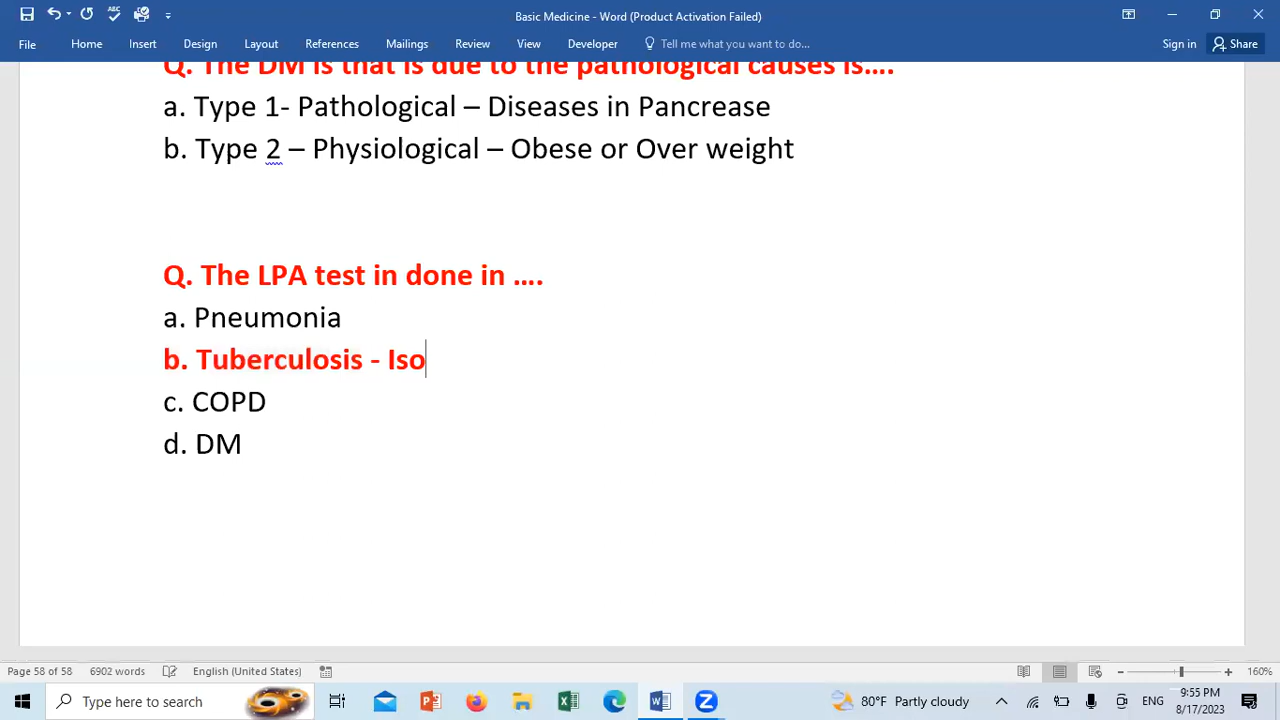 Basic Medicine - Word (Product Activation Failed)
File Home Insert Design Layout References Mailings Review View Developer Tell me what you want to do... Sign in Share
Q. The DM is that is due to the pathological causes is….
a. Type 1- Pathological – Diseases in Pancrease
b. Type 2 – Physiological – Obese or Over weight
Q. The LPA test in done in ….
a. Pneumonia
b. Tuberculosis - Iso
c. COPD
d. DM
Page 58 of 58 6902 words English (United States) 160%
Type here to search 80°F Partly cloudy ENG 9:55 PM
8/17/2023